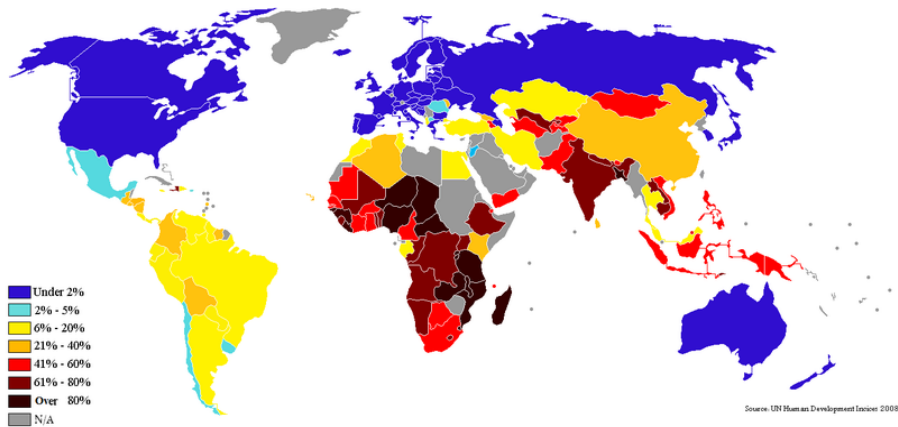 Under 2%
2% - 5%
6% - 20%
21% - 40%
41% - 60%
61% - 80%
Over 80%
N/A
Source: UN Human Development Indices 2008